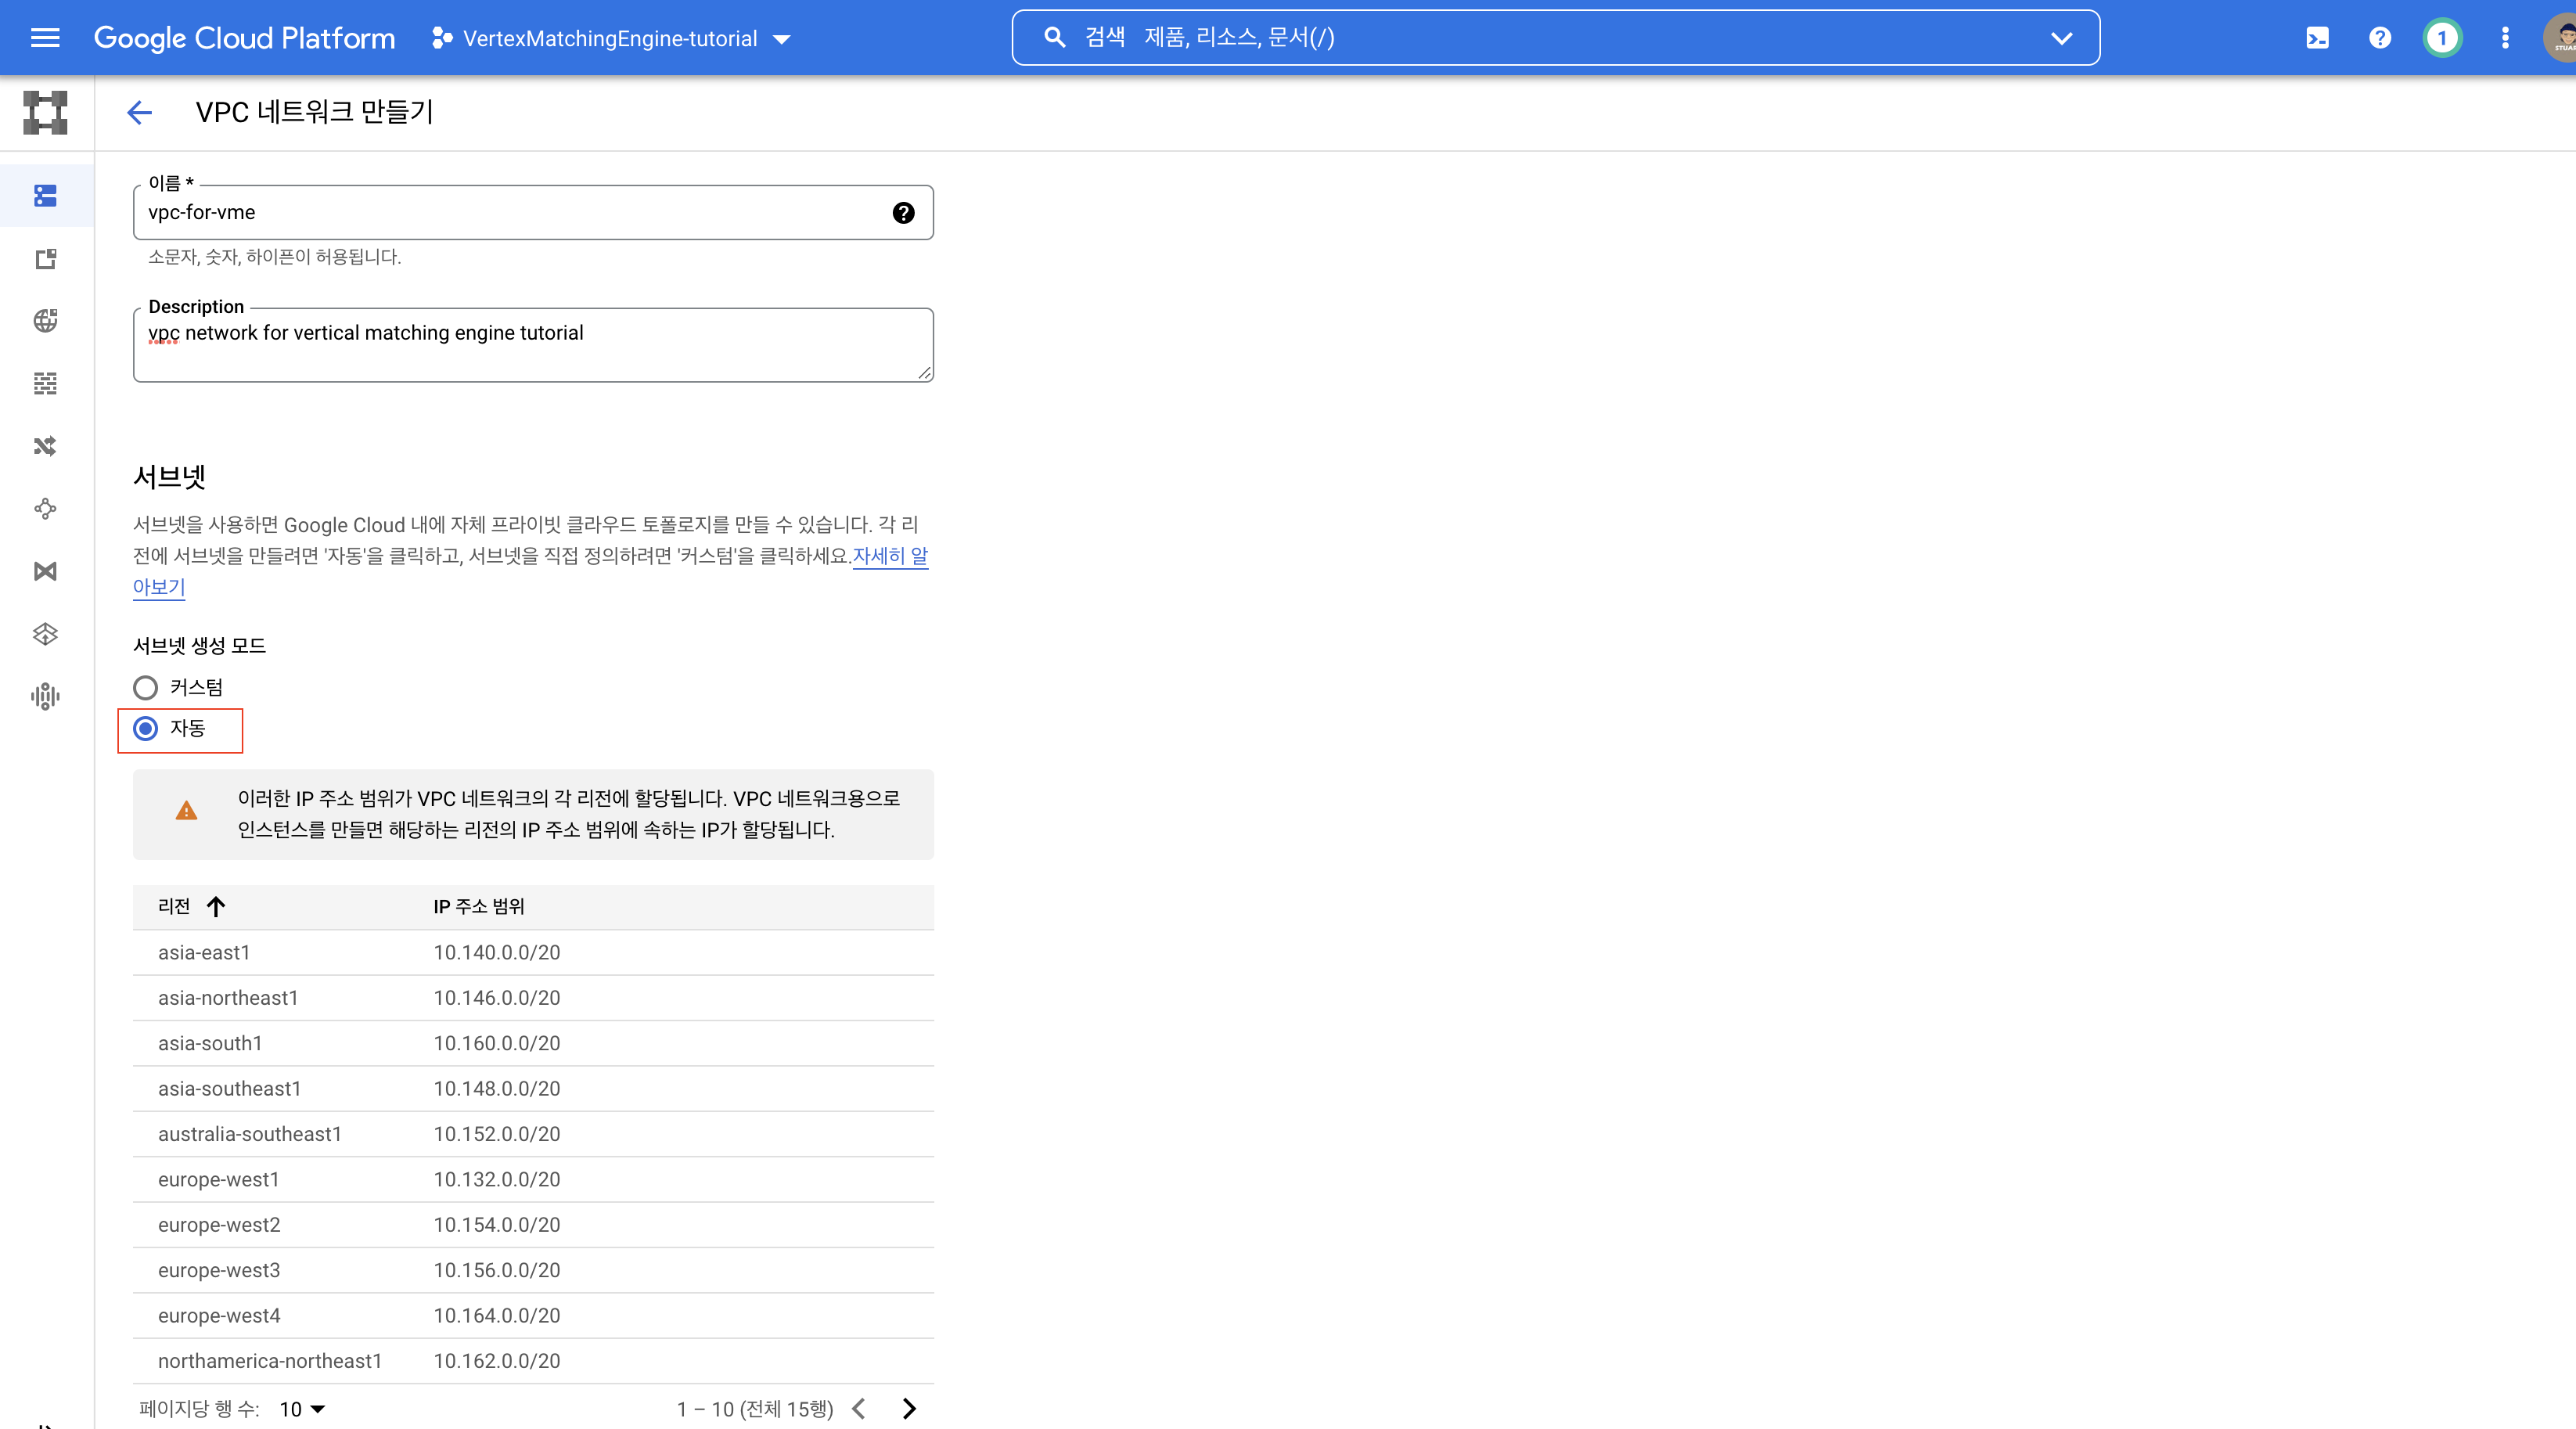 Google Cloud Platform
VertexMatchingEngine-tutorial
검색 제품, 리소스, 문서(/)
1
VPC 네트워크 만들기
이름 *
vpc-for-vme
소문자, 숫자, 하이픈이 허용됩니다.
Description
vpc network for vertical matching engine tutorial
서브넷
서브넷을 사용하면 Google Cloud 내에 자체 프라이빗 클라우드 토폴로지를 만들 수 있습니다. 각 리
전에 서브넷을 만들려면 '자동'을 클릭하고, 서브넷을 직접 정의하려면 '커스텀'을 클릭하세요.자세히 알
아보기
서브넷 생성 모드
커스텀
자동
이러한 IP 주소 범위가 VPC 네트워크의 각 리전에 할당됩니다. VPC 네트워크용으로
인스턴스를 만들면 해당하는 리전의 IP 주소 범위에 속하는 IP가 할당됩니다.
리전 IP 주소 범위
asia-east1 10.140.0.0/20
asia-northeast1 10.146.0.0/20
asia-south1 10.160.0.0/20
asia-southeast1 10.148.0.0/20
australia-southeast1 10.152.0.0/20
europe-west1 10.132.0.0/20
europe-west2 10.154.0.0/20
europe-west3 10.156.0.0/20
europe-west4 10.164.0.0/20
northamerica-northeast1 10.162.0.0/20
페이지당 행 수: 10 1 – 10 (전체 15행)